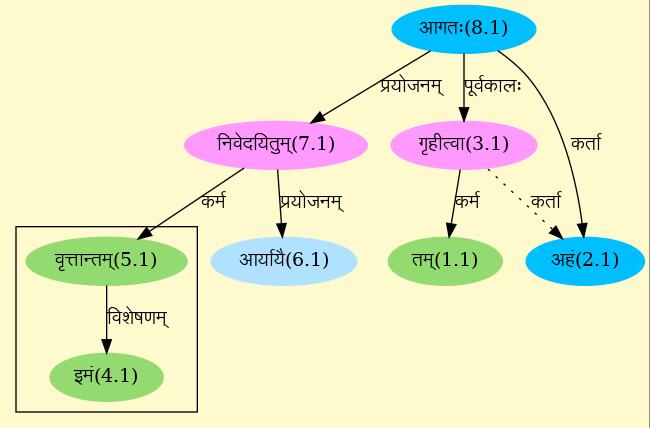 आगतः(8.1)
प्रयोजनम् पूर्वकालः
निवेदयितुम्(7.1) गृहीत्वा(3.1) कर्ता
कर्म प्रयोजनम् कर्म कर्ता
वृत्तान्तम्(5.1) आर्यायै(6.1) तम्(1.1) अहं(2.1)
विशेषणम्
इमं(4.1)